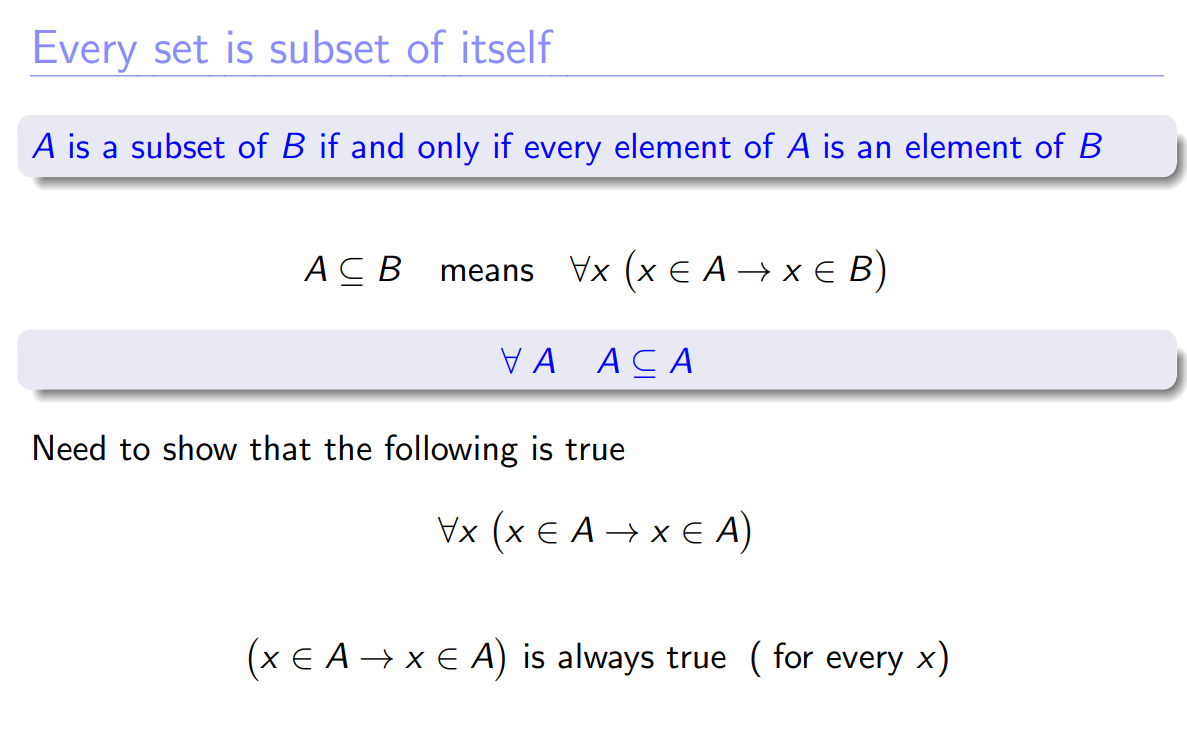 Every set is subset of itself
A is a subset of B if and only if every element of A is an element of B
A ⊆ B means ∀x (x ∈ A → x ∈ B)
∀ A A ⊆ A
Need to show that the following is true
∀x (x ∈ A → x ∈ A)
(x ∈ A → x ∈ A) is always true ( for every x)